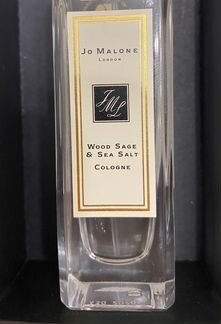 Jo Malone
London
JML
Wood Sage
& Sea Salt
Cologne